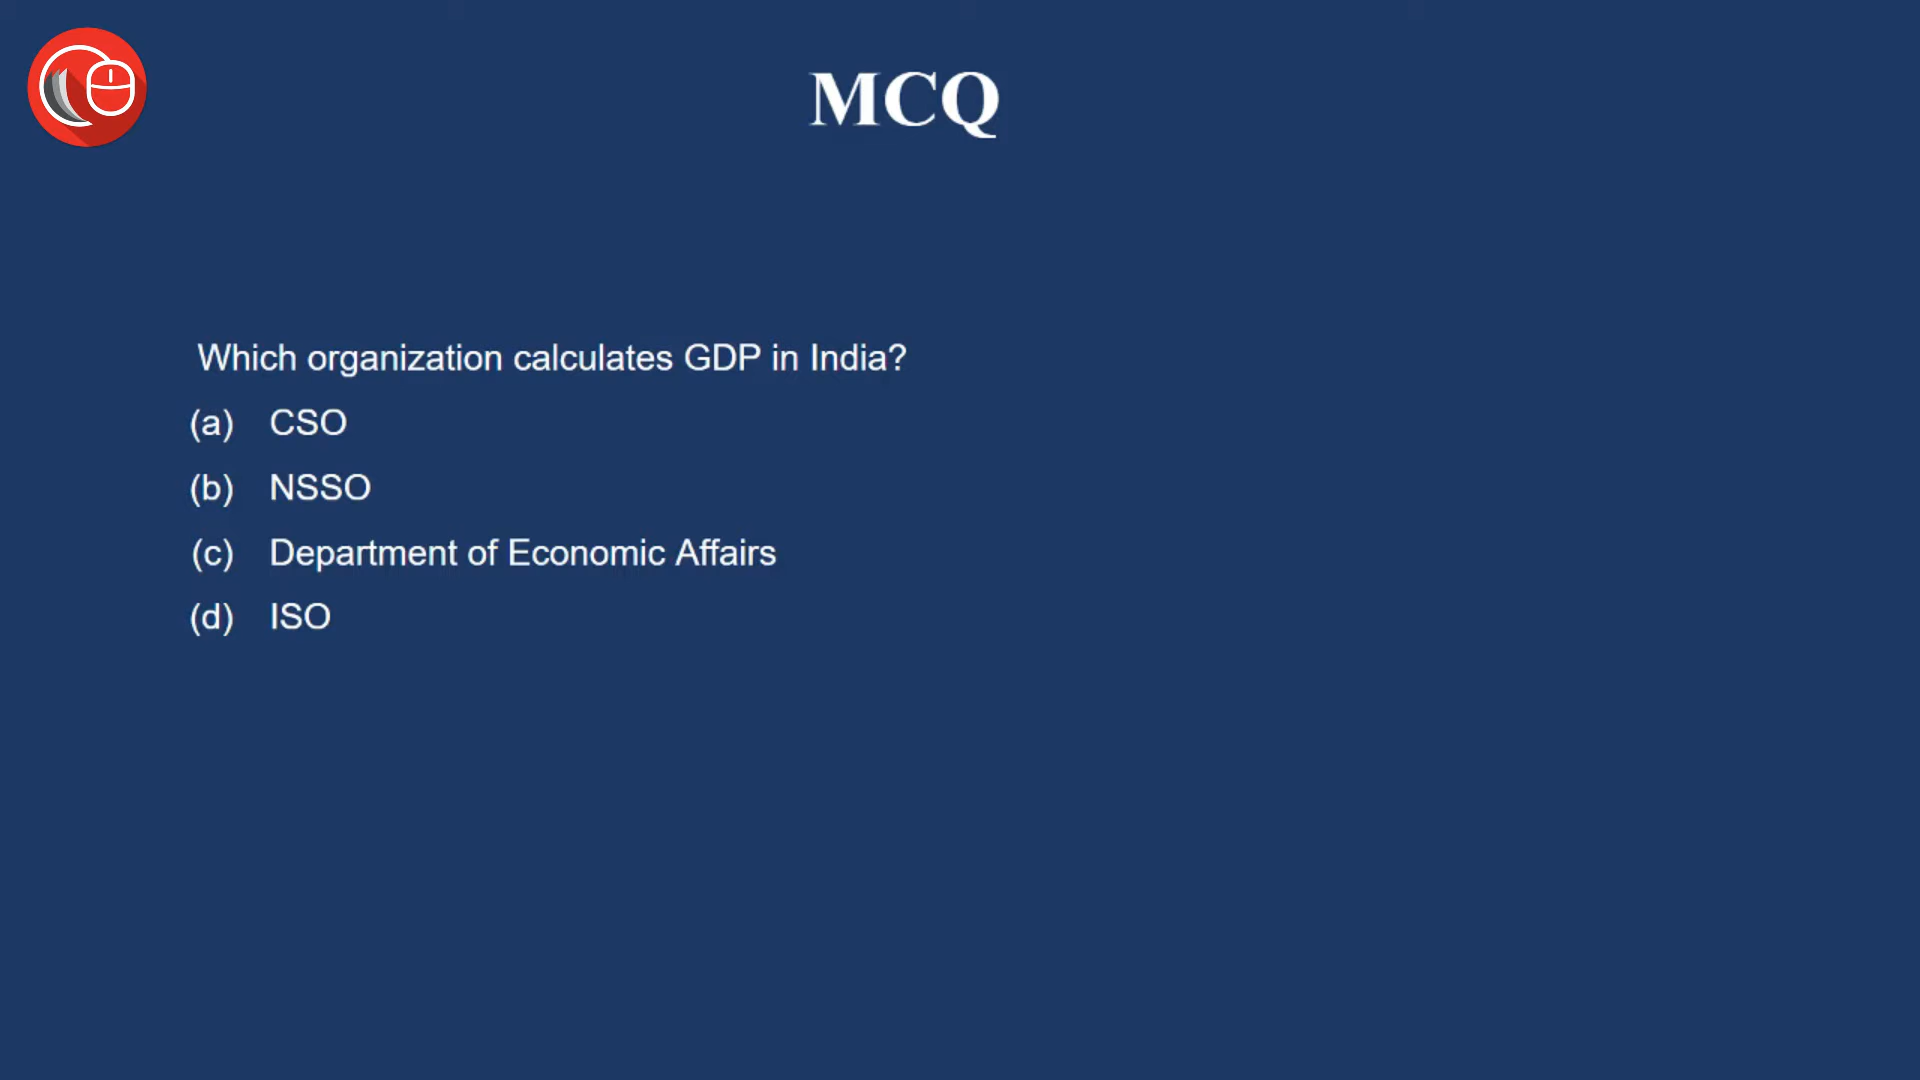 MCQ
Which organization calculates GDP in India?
(a) CSO
(b) NSSO
(c) Department of Economic Affairs
(d) ISO